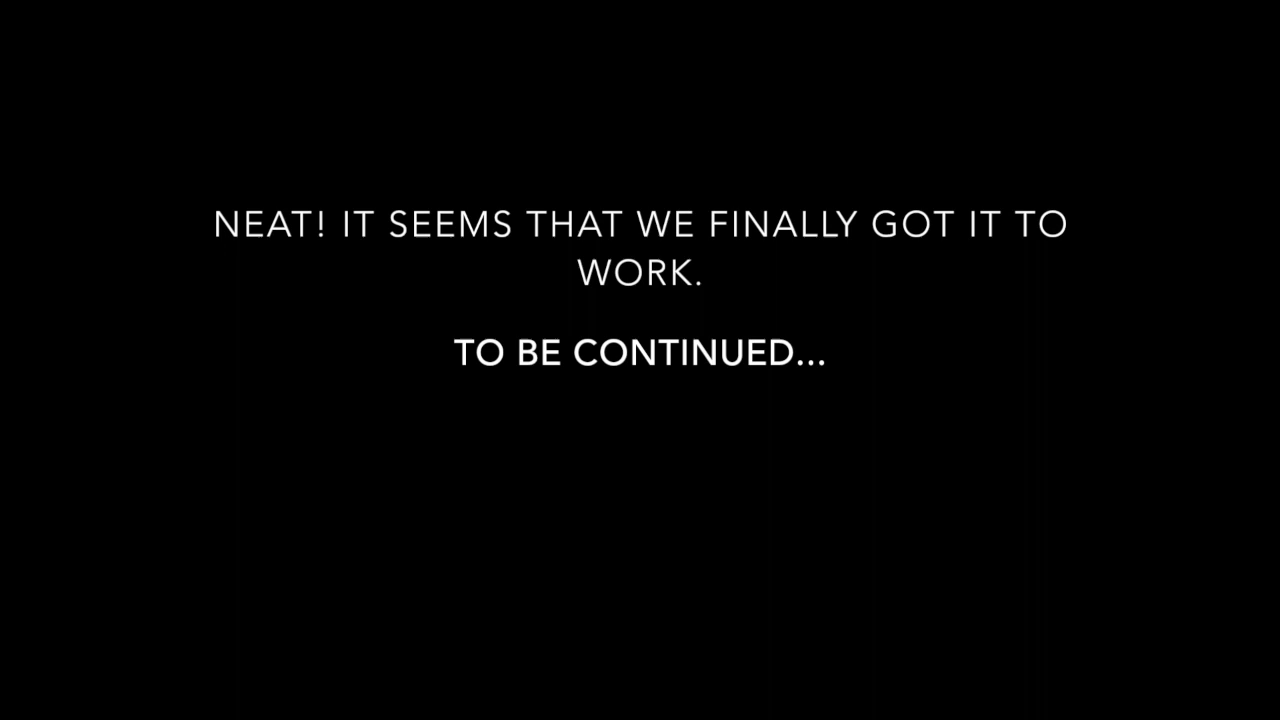 NEAT! IT SEEMS THAT WE FINALLY GOT IT TO
WORK.
TO BE CONTINUED...